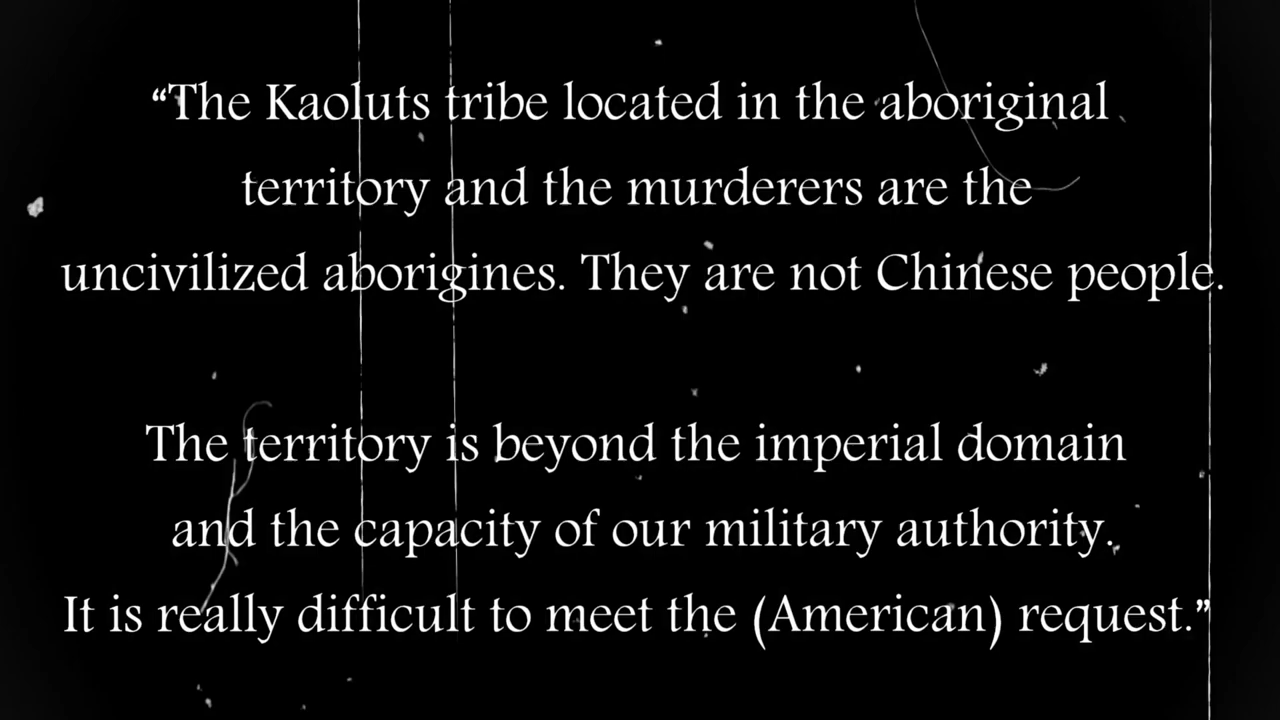 “The Kaoluts tribe located in the aboriginal
territory and the murderers are the
uncivilized aborigines. They are not Chinese people.
The territory is beyond the imperial domain
and the capacity of our military authority.
It is really difficult to meet the (American) request.”